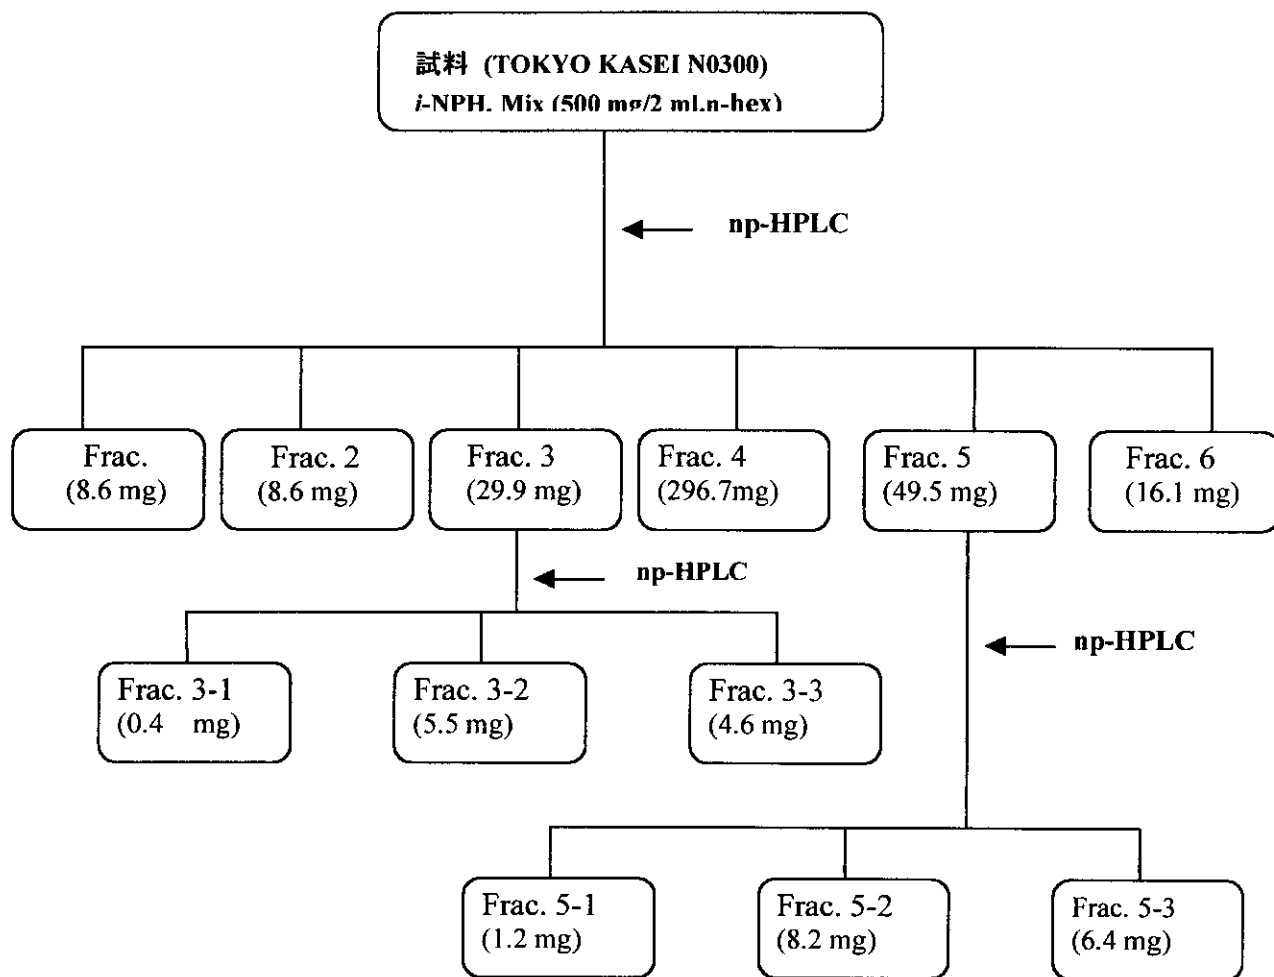 試料 (TOKYO KASEI N0300)
i-NPH. Mix (500 mg/2 ml.n-hex)
np-HPLC
Frac.
(8.6 mg)
Frac. 2
(8.6 mg)
Frac. 3
(29.9 mg)
Frac. 4
(296.7mg)
Frac. 5
(49.5 mg)
Frac. 6
(16.1 mg)
np-HPLC
np-HPLC
Frac. 3-1
(0.4 mg)
Frac. 3-2
(5.5 mg)
Frac. 3-3
(4.6 mg)
Frac. 5-1
(1.2 mg)
Frac. 5-2
(8.2 mg)
Frac. 5-3
(6.4 mg)